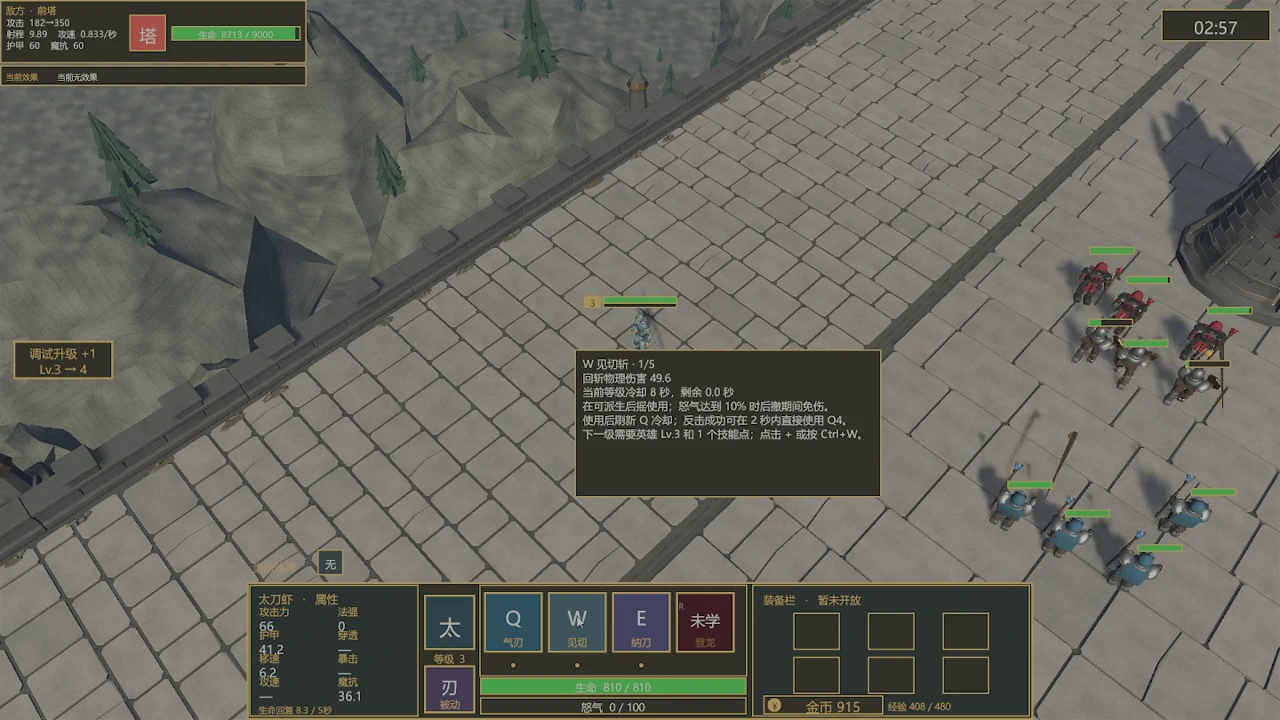 敌方 · 前塔
攻击 182→350
射程 9.89 攻速 0.833/秒
护甲 60 魔抗 60
塔
生命 8713 / 9000
当前效果 当前无效果
02:57
调试升级 +1
Lv.3 → 4
3
W 见切斩 · 1/5
回斩物理伤害 49.6
当前等级冷却 8 秒，剩余 0.0 秒
在可派生后摇使用；怒气达到 10% 时后撤期间免伤。
使用后刷新 Q 冷却；反击成功可在 2 秒内直接使用 Q4。
下一级需要英雄 Lv.3 和 1 个技能点；点击 + 或按 Ctrl+W。
无
太刀虾 · 属性
攻击力 法强
66 0
护甲 穿透
41.2 —
移速 暴击
6.2 —
攻速 魔抗
— 36.1
生命回复 8.3 / 5秒
太
等级 3
刃
被动
Q
气刃
W
见切
E
纳刀
R
未学
登龙
生命 810 / 810
怒气 0 / 100
装备栏 · 暂未开放
金币 915
经验 408 / 480